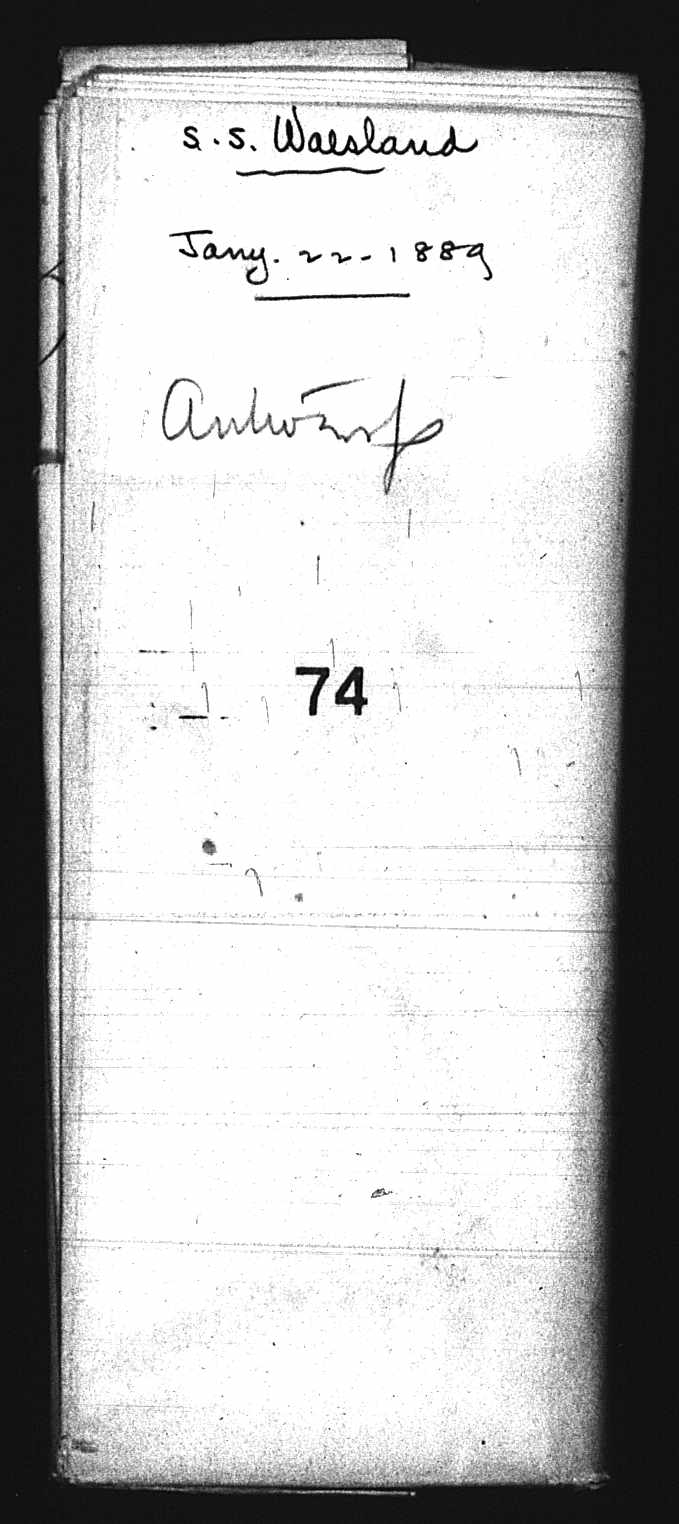 S.S. Waesland
Jany. 22-1889
Antwerp
74